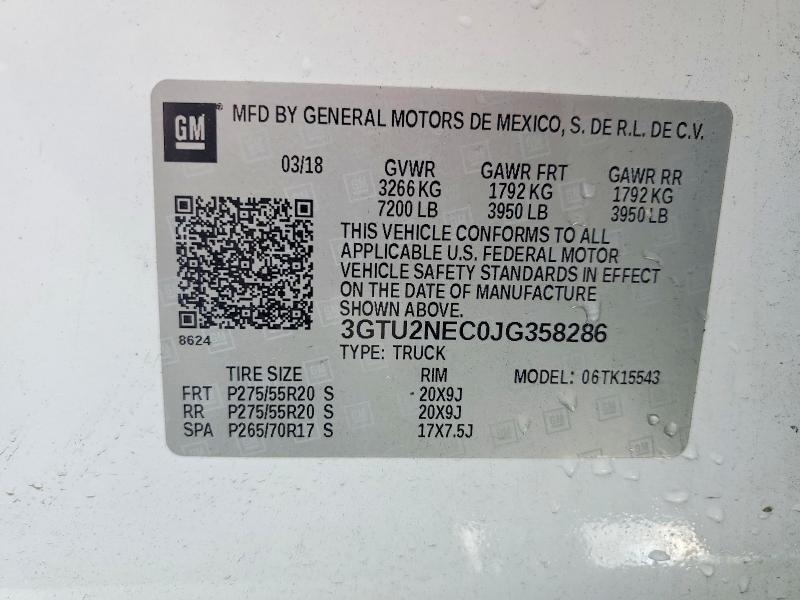 GM® MFD BY GENERAL MOTORS DE MEXICO, S. DE R.L. DE C.V.
03/18 GVWR GAWR FRT GAWR RR
3266 KG 1792 KG 1792 KG
7200 LB 3950 LB 3950 LB
THIS VEHICLE CONFORMS TO ALL
APPLICABLE U.S. FEDERAL MOTOR
VEHICLE SAFETY STANDARDS IN EFFECT
ON THE DATE OF MANUFACTURE
SHOWN ABOVE.
8624 3GTU2NEC0JG358286
TYPE: TRUCK
TIRE SIZE RIM MODEL: 06TK15543
FRT P275/55R20 S 20X9J
RR P275/55R20 S 20X9J
SPA P265/70R17 S 17X7.5J